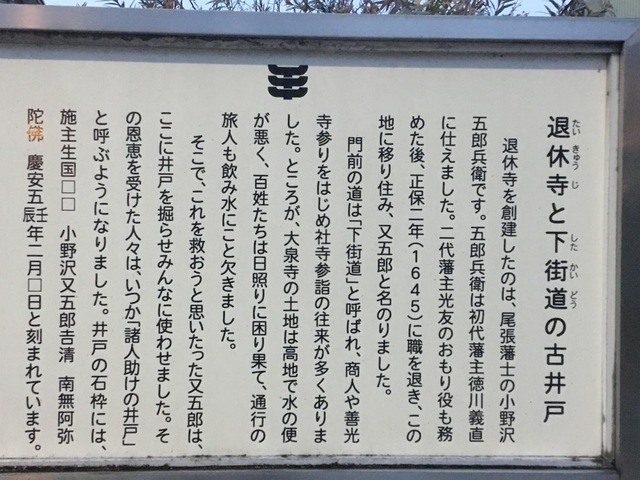 退休寺と下街道の古井戸
たい きゅう じ
した かい どう
退休寺を創建したのは、尾張藩士の小野沢
五郎兵衛です。五郎兵衛は初代藩主徳川義直
に仕えました。二代藩主光友のおもり役も務
めた後、正保二年(1645)に職を退き、この
地に移り住み、又五郎と名のりました。
門前の道は「下街道」と呼ばれ、商人や善光
寺参りをはじめ社寺参詣の往来が多くありま
した。ところが、大泉寺の土地は高地で水の便
が悪く、百姓たちは日照りに困り果て、通行の
旅人も飲み水にこと欠きました。
そこで、これを救おうと思いたった又五郎は、
ここに井戸を掘らせみんなに使わせました。そ
の恩恵を受けた人々は、いつか「諸人助けの井戸」
と呼ぶようになりました。井戸の石枠には、
施主生国□□ 小野沢又五郎吉清 南無阿弥
陀佛 慶安五壬辰年二月□日と刻まれています。